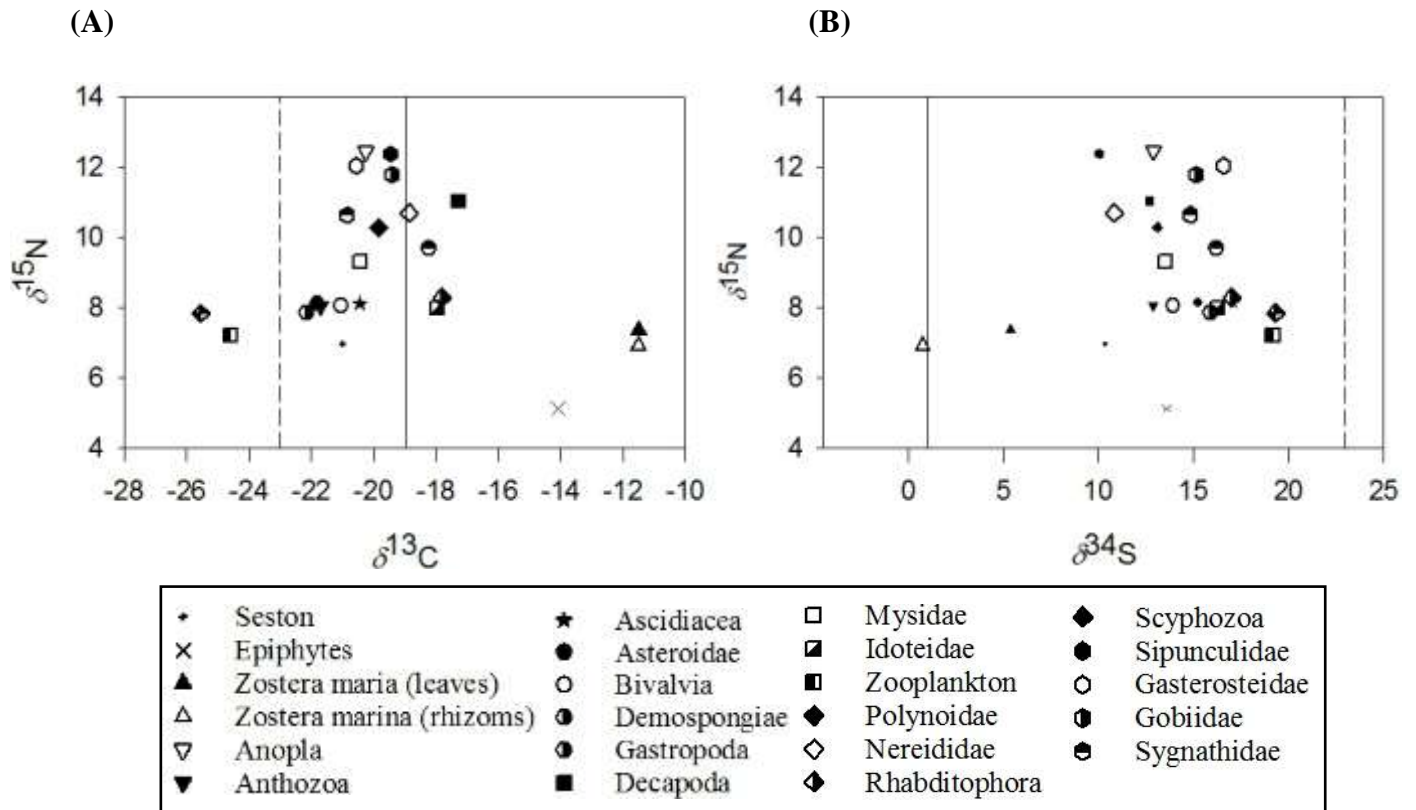 (A) (B)
14 14
12 12
10 10
8 8
6 6
4 4
δ15N δ15N
-28 -26 -24 -22 -20 -18 -16 -14 -12 -10 0 5 10 15 20 25
δ13C δ34S
Seston Ascidiacea Mysidae Scyphozoa
Epiphytes Asteroidae Idoteidae Sipunculidae
Zostera maria (leaves) Bivalvia Zooplankton Gasterosteidae
Zostera marina (rhizoms) Demospongiae Polynoidae Gobiidae
Anopla Gastropoda Nereididae Sygnathidae
Anthozoa Decapoda Rhabditophora